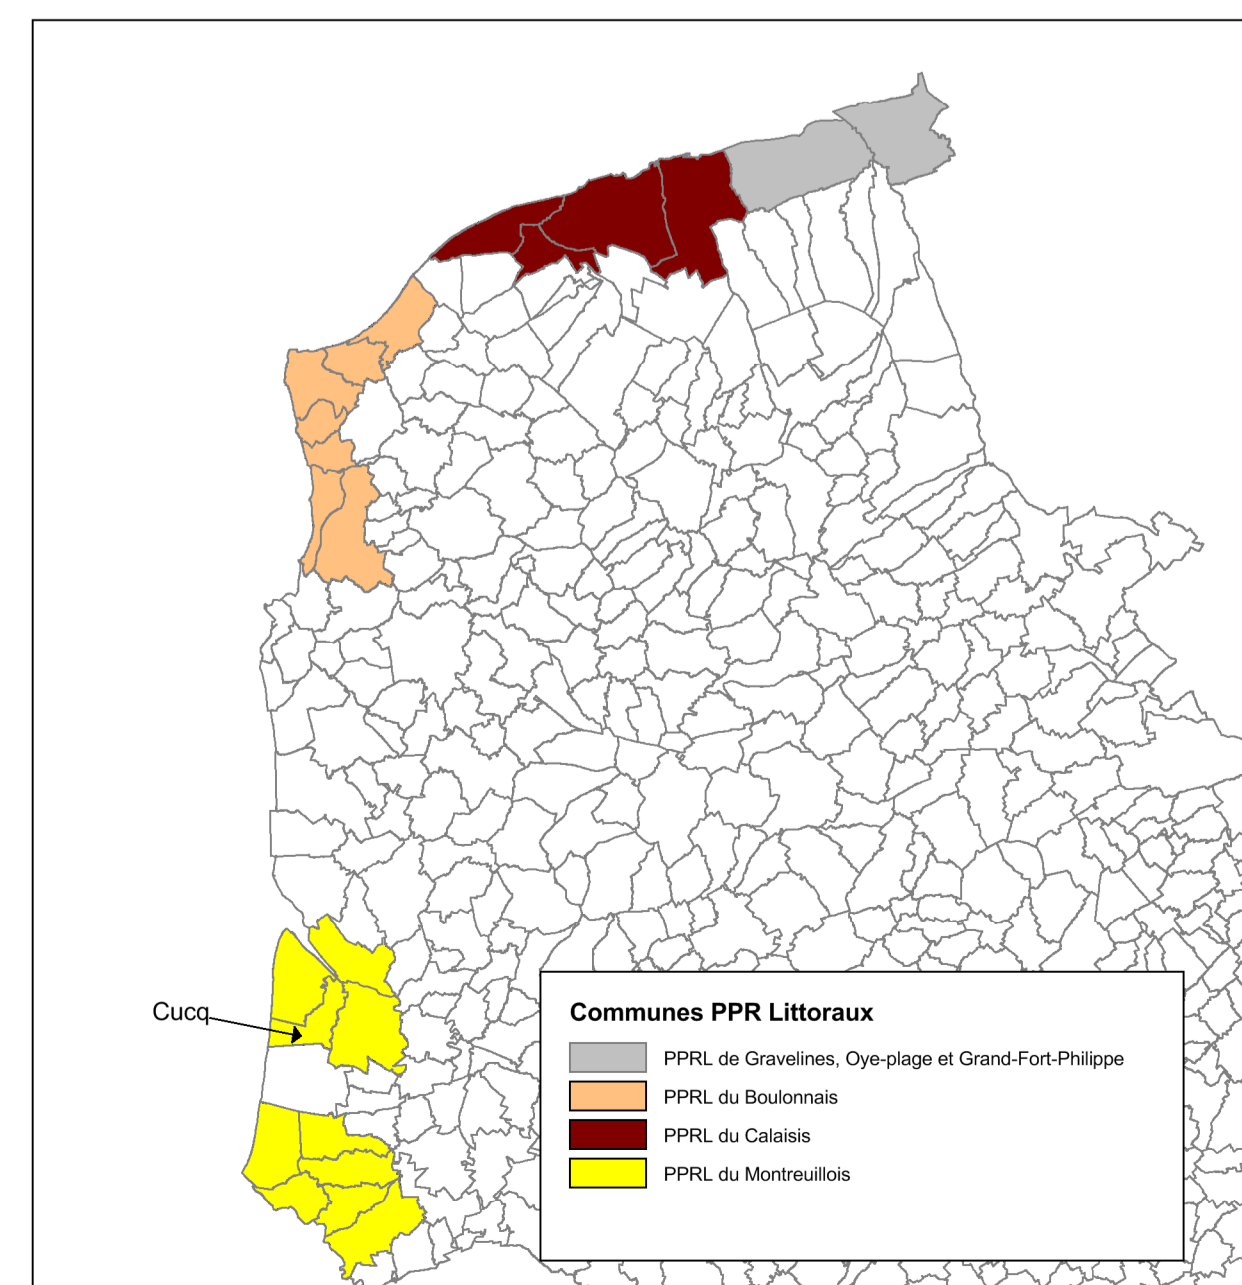 Cucq
Communes PPR Littoraux
PPRL de Gravelines, Oye-plage et Grand-Fort-Philippe
PPRL du Boulonnais
PPRL du Calaisis
PPRL du Montreuillois